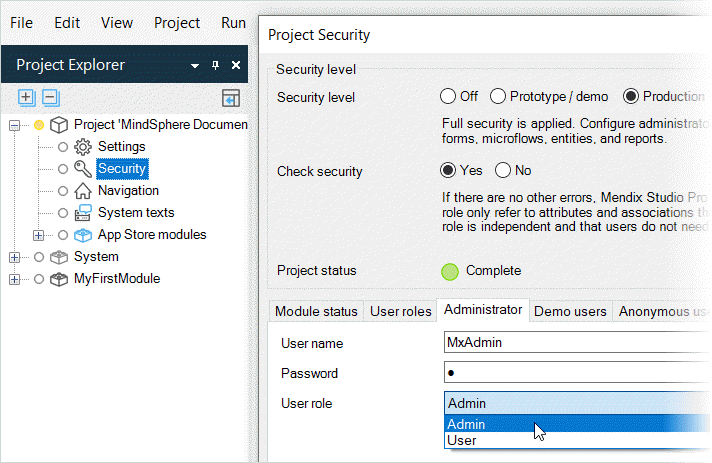 File Edit View Project Run
Project Explorer
Project 'MindSphere Documen
Settings
Security
Navigation
System texts
App Store modules
System
MyFirstModule
Project Security
Security level
Security level Off Prototype / demo Production
Full security is applied. Configure administrato
forms, microflows, entities, and reports.
Check security Yes No
If there are no other errors, Mendix Studio Pro
role only refer to attributes and associations th
role is independent and that users do not need
Project status Complete
Module status User roles Administrator Demo users Anonymous use
User name MxAdmin
Password ●
User role Admin
Admin
User